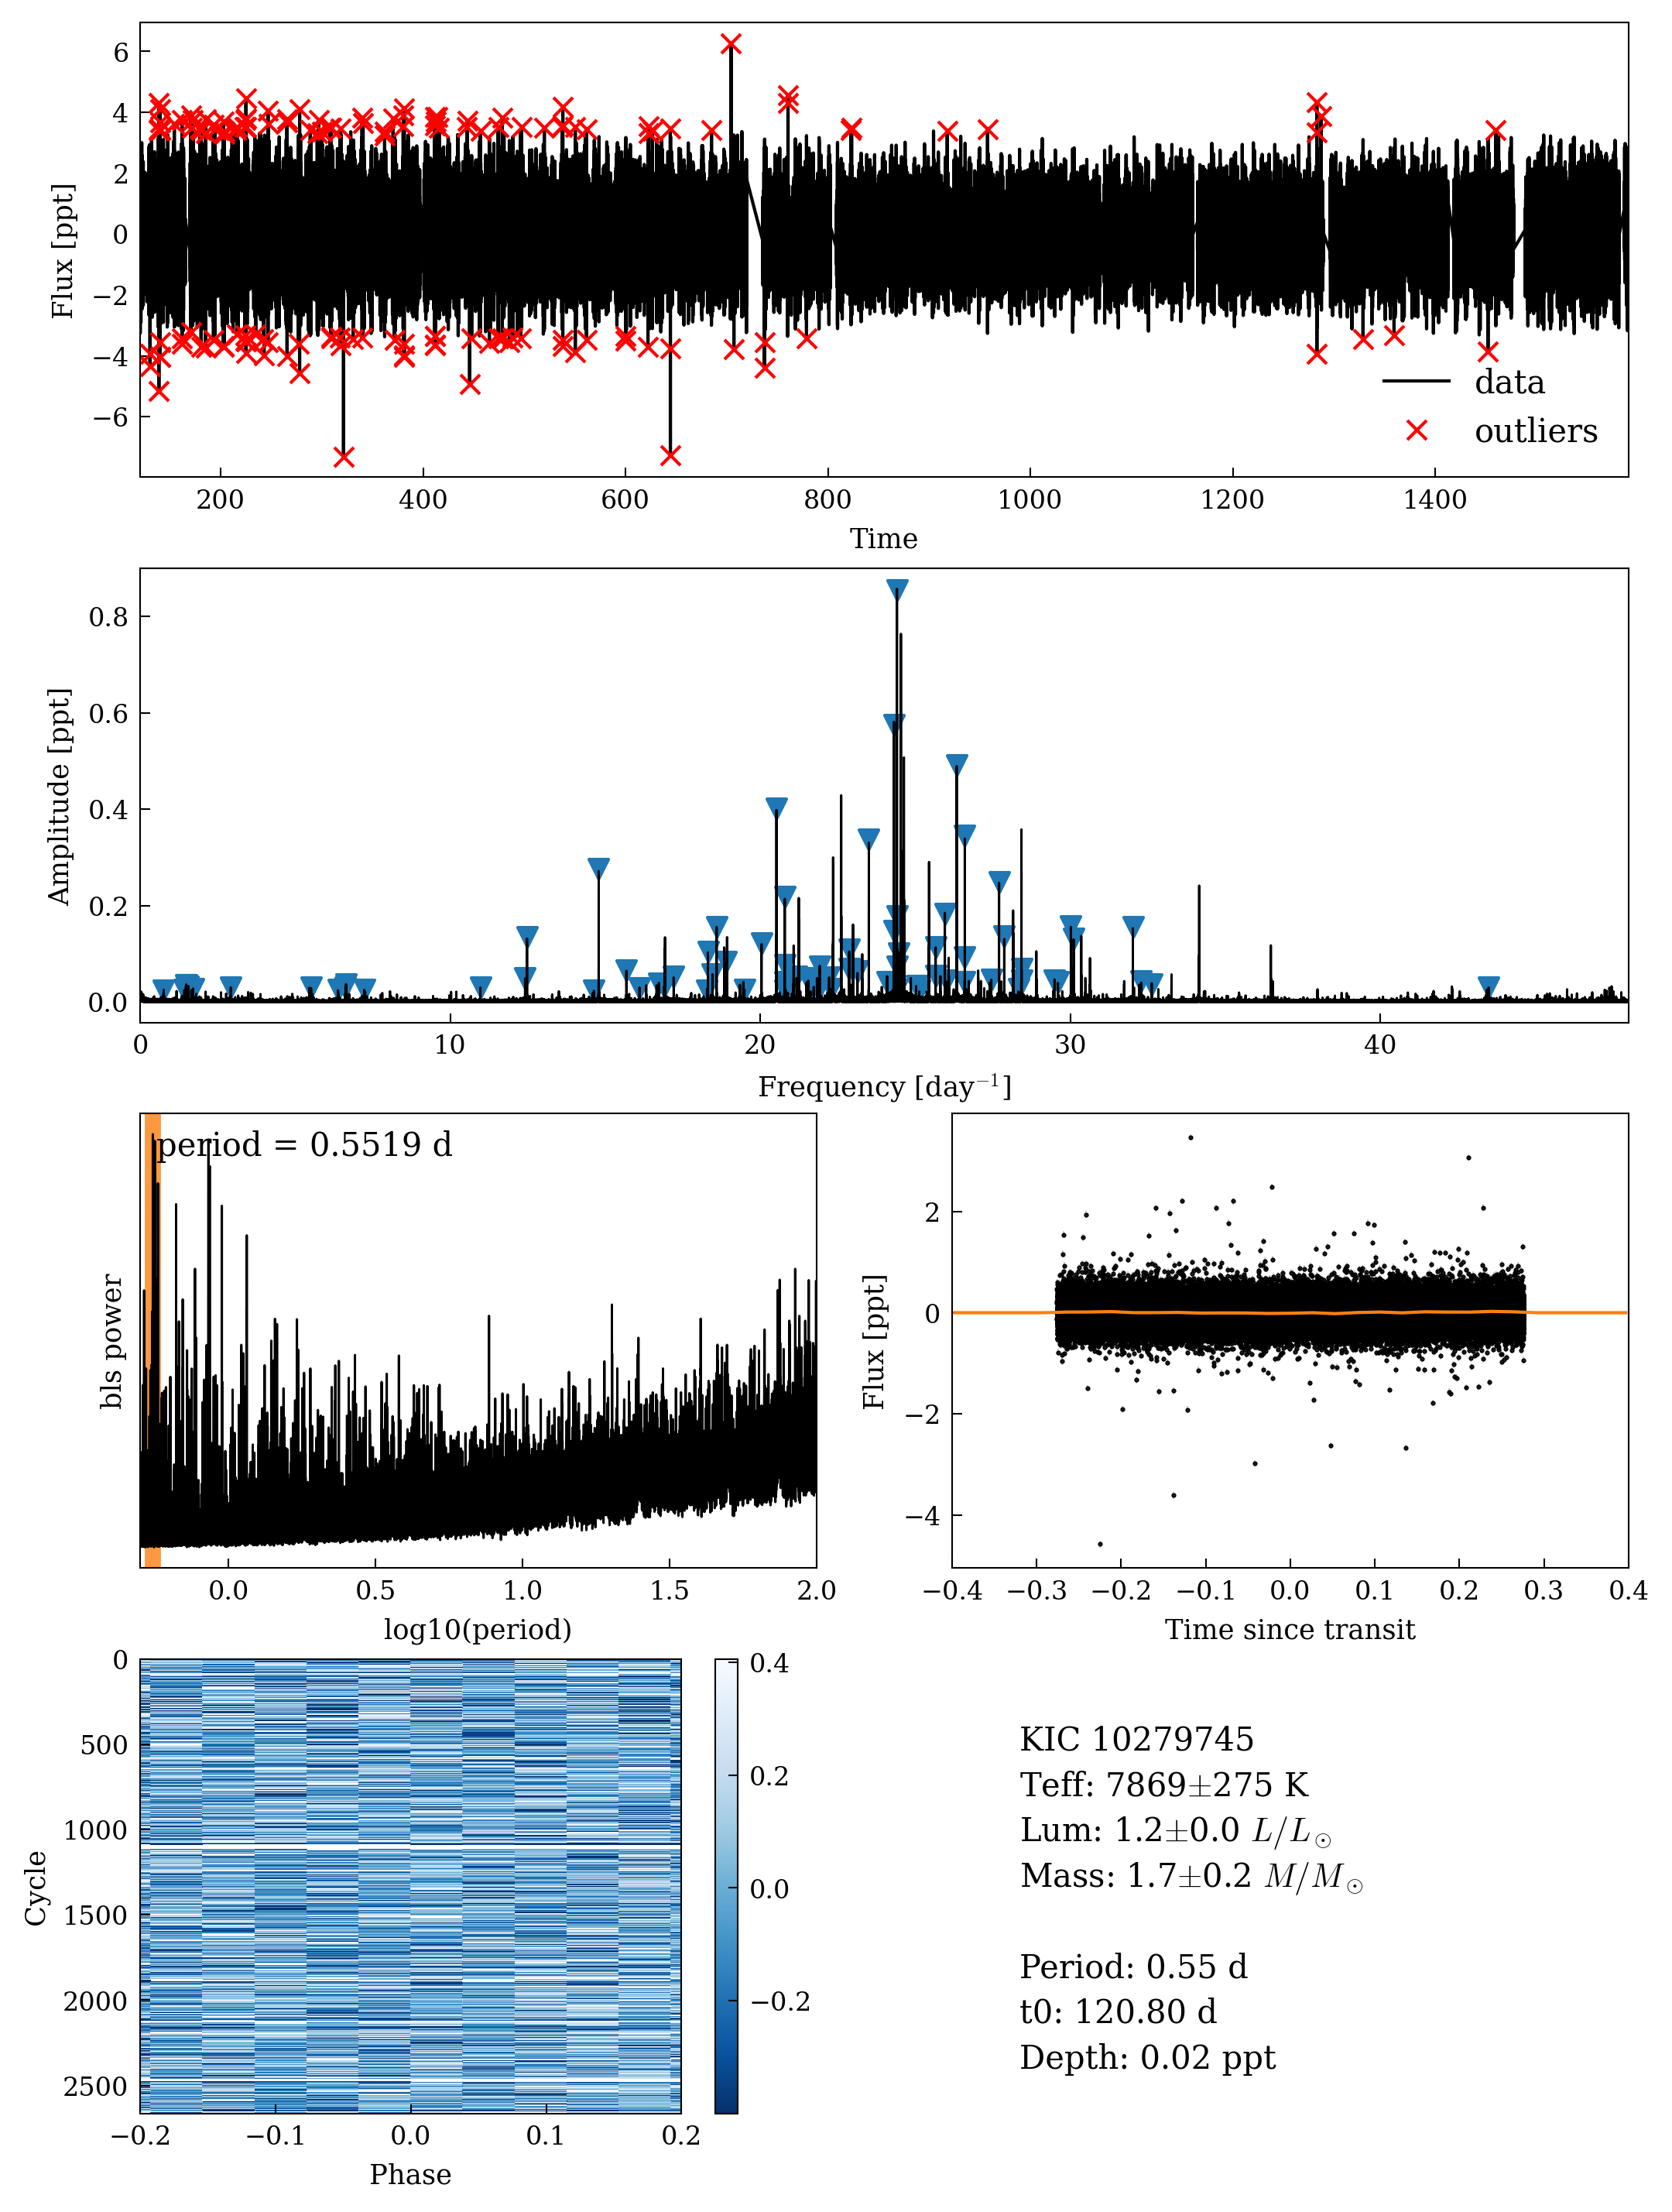 6
4
2
0
−2
−4
−6
Flux [ppt]
data
outliers
200 400 600 800 1000 1200 1400
Time
0.8
0.6
0.4
0.2
0.0
Amplitude [ppt]
0 10 20 30 40
Frequency [day⁻¹]
period = 0.5519 d
bls power
0.0 0.5 1.0 1.5 2.0
log10(period)
2
0
−2
−4
Flux [ppt]
−0.4 −0.3 −0.2 −0.1 0.0 0.1 0.2 0.3 0.4
Time since transit
0
500
1000
1500
2000
2500
Cycle
−0.2 −0.1 0.0 0.1 0.2
Phase
0.4
0.2
0.0
−0.2
KIC 10279745
Teff: 7869±275 K
Lum: 1.2±0.0 L/L⊙
Mass: 1.7±0.2 M/M⊙
Period: 0.55 d
t0: 120.80 d
Depth: 0.02 ppt